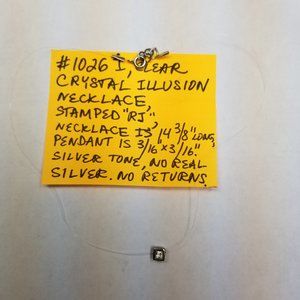 #1026 I, CLEAR
CRYSTAL ILLUSION
NECKLACE,
STAMPED "RJ"
NECKLACE IS 14 3/8" LONG,
PENDANT IS 3/16" X 3/16".
SILVER TONE, NO REAL
SILVER. NO RETURNS.